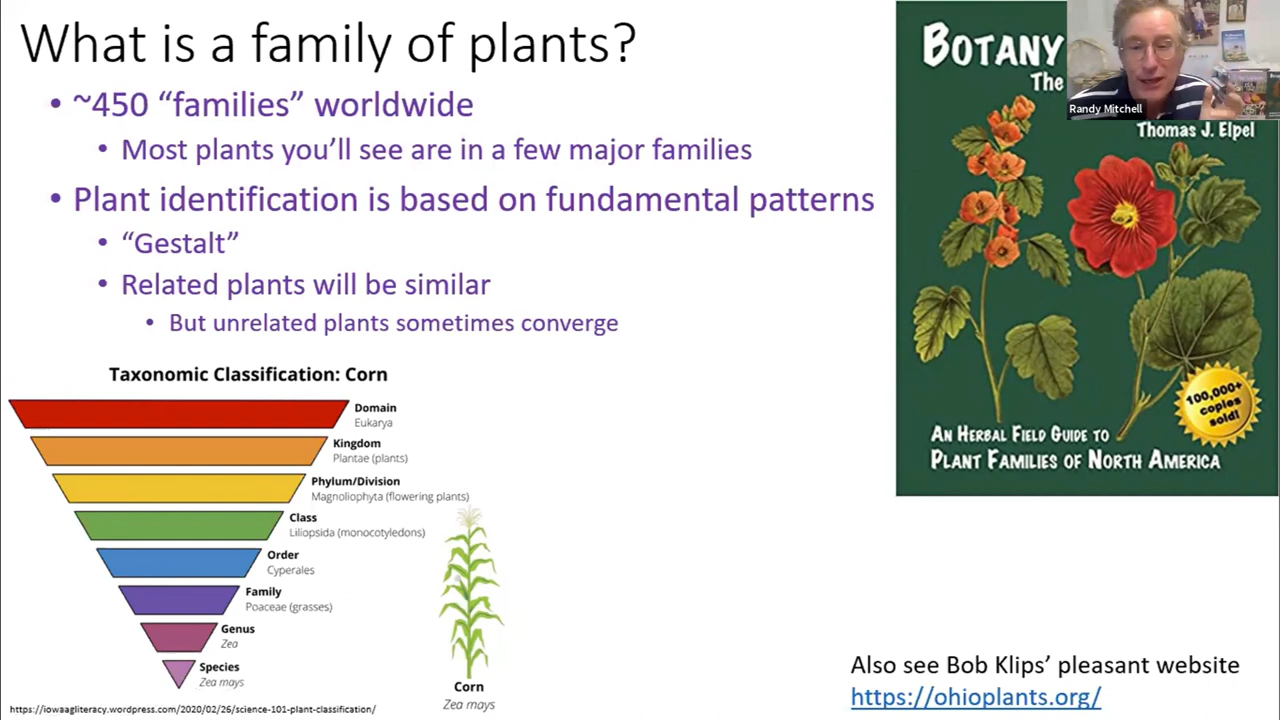 What is a family of plants?
• ~450 “families” worldwide
• Most plants you’ll see are in a few major families
• Plant identification is based on fundamental patterns
• “Gestalt”
• Related plants will be similar
• But unrelated plants sometimes converge
Taxonomic Classification: Corn
Domain
Eukarya
Kingdom
Plantae (plants)
Phylum/Division
Magnoliophyta (flowering plants)
Class
Liliopsida (monocotyledons)
Order
Cyperales
Family
Poaceae (grasses)
Genus
Zea
Species
Zea mays
Corn
Zea mays
https://iowaagliteracy.wordpress.com/2020/02/26/science-101-plant-classification/
BOTANY
The
Randy Mitchell
Thomas J. Elpel
100,000+
copies
sold!
AN HERBAL FIELD GUIDE TO
PLANT FAMILIES OF NORTH AMERICA
Also see Bob Klips’ pleasant website
https://ohioplants.org/